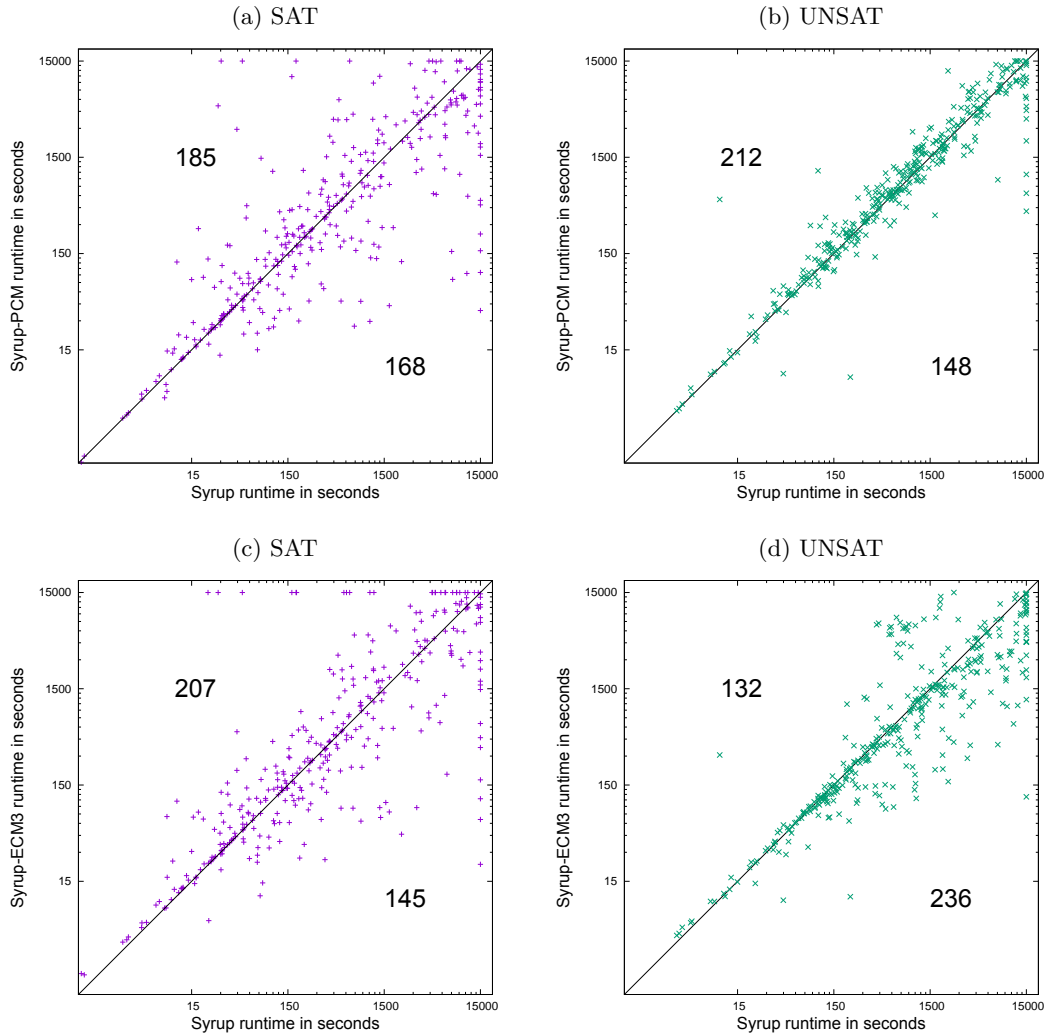 (a) SAT
15000
1500
150
15
185
168
15 150 1500 15000
Syrup-PCM runtime in seconds
Syrup runtime in seconds
(b) UNSAT
15000
1500
150
15
212
148
15 150 1500 15000
Syrup-PCM runtime in seconds
Syrup runtime in seconds
(c) SAT
15000
1500
150
15
207
145
15 150 1500 15000
Syrup-ECM3 runtime in seconds
Syrup runtime in seconds
(d) UNSAT
15000
1500
150
15
132
236
15 150 1500 15000
Syrup-ECM3 runtime in seconds
Syrup runtime in seconds